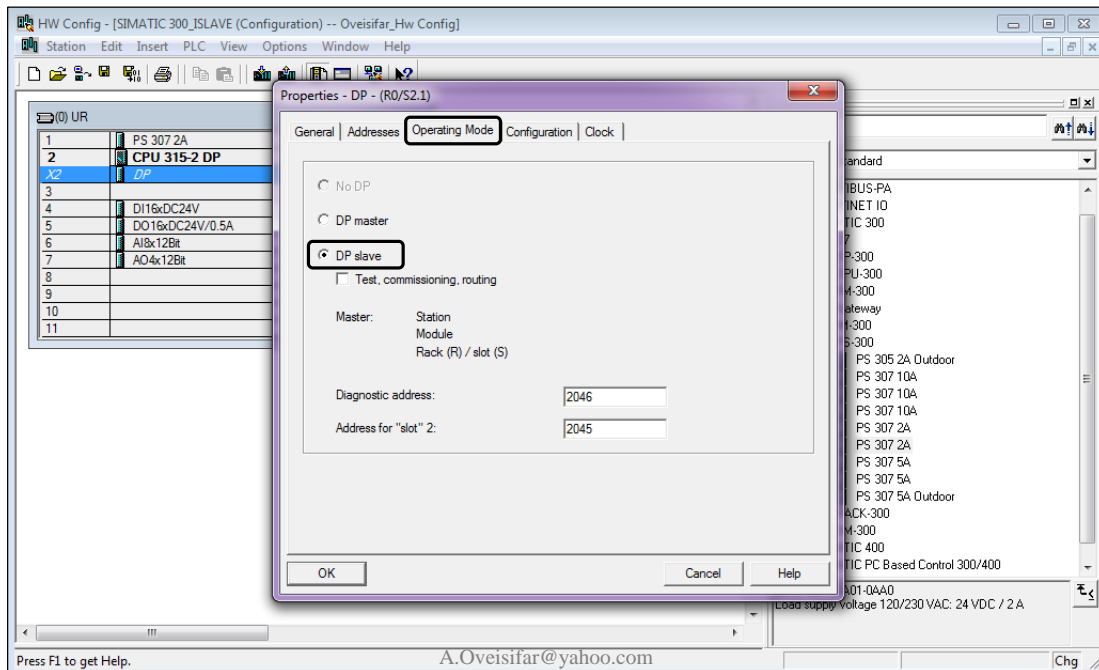 HW Config - [SIMATIC 300_ISLAVE (Configuration) -- Oveisifar_Hw Config]
Station Edit Insert PLC View Options Window Help
(0) UR
1 PS 307 2A
2 CPU 315-2 DP
X2 DP
3
4 DI16xDC24V
5 DO16xDC24V/0.5A
6 AI8x12Bit
7 AO4x12Bit
8
9
10
11
Properties - DP - (R0/S2.1)
General Addresses Operating Mode Configuration Clock
No DP
DP master
DP slave
Test, commissioning, routing
Master: Station
Module
Rack (R) / slot (S)
Diagnostic address: 2046
Address for "slot" 2: 2045
OK Cancel Help
andard
IBUS-PA
INET IO
TIC 300
7
P-300
PU-300
M-300
ateway
M-300
S-300
PS 305 2A Outdoor
PS 307 10A
PS 307 10A
PS 307 10A
PS 307 2A
PS 307 2A
PS 307 5A
PS 307 5A
PS 307 5A Outdoor
ACK-300
M-300
TIC 400
TIC PC Based Control 300/400
A01-0AA0
Load supply voltage 120/230 VAC: 24 VDC / 2 A
Press F1 to get Help.
A.Oveisifar@yahoo.com
Chg